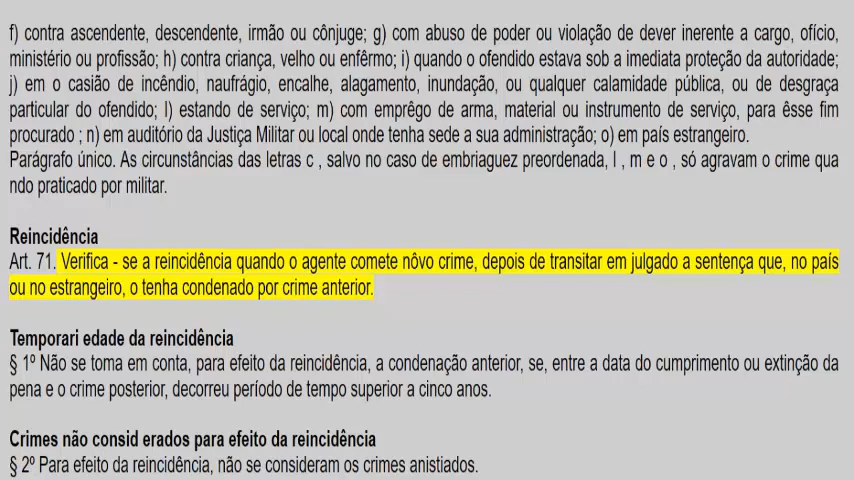 f) contra ascendente, descendente, irmão ou cônjuge; g) com abuso de poder ou violação de dever inerente a cargo, ofício,
ministério ou profissão; h) contra criança, velho ou enfêrmo; i) quando o ofendido estava sob a imediata proteção da autoridade;
j) em o casião de incêndio, naufrágio, encalhe, alagamento, inundação, ou qualquer calamidade pública, ou de desgraça
particular do ofendido; l) estando de serviço; m) com emprêgo de arma, material ou instrumento de serviço, para êsse fim
procurado ; n) em auditório da Justiça Militar ou local onde tenha sede a sua administração; o) em país estrangeiro.
Parágrafo único. As circunstâncias das letras c , salvo no caso de embriaguez preordenada, l , m e o , só agravam o crime qua
ndo praticado por militar.
Reincidência
Art. 71. Verifica - se a reincidência quando o agente comete nôvo crime, depois de transitar em julgado a sentença que, no país
ou no estrangeiro, o tenha condenado por crime anterior.
Temporari edade da reincidência
§ 1º Não se toma em conta, para efeito da reincidência, a condenação anterior, se, entre a data do cumprimento ou extinção da
pena e o crime posterior, decorreu período de tempo superior a cinco anos.
Crimes não consid erados para efeito da reincidência
§ 2º Para efeito da reincidência, não se consideram os crimes anistiados.